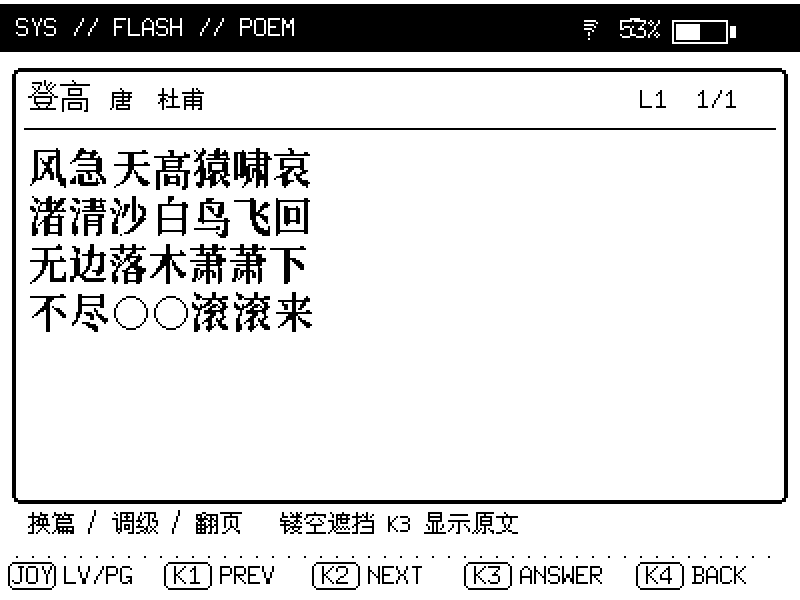 SYS // FLASH // POEM 53%
登高 唐 杜甫 L1 1/1
风急天高猿啸哀
渚清沙白鸟飞回
无边落木萧萧下
不尽○○滚滚来
换篇 / 调级 / 翻页 镂空遮挡 K3 显示原文
JOY LV/PG K1 PREV K2 NEXT K3 ANSWER K4 BACK